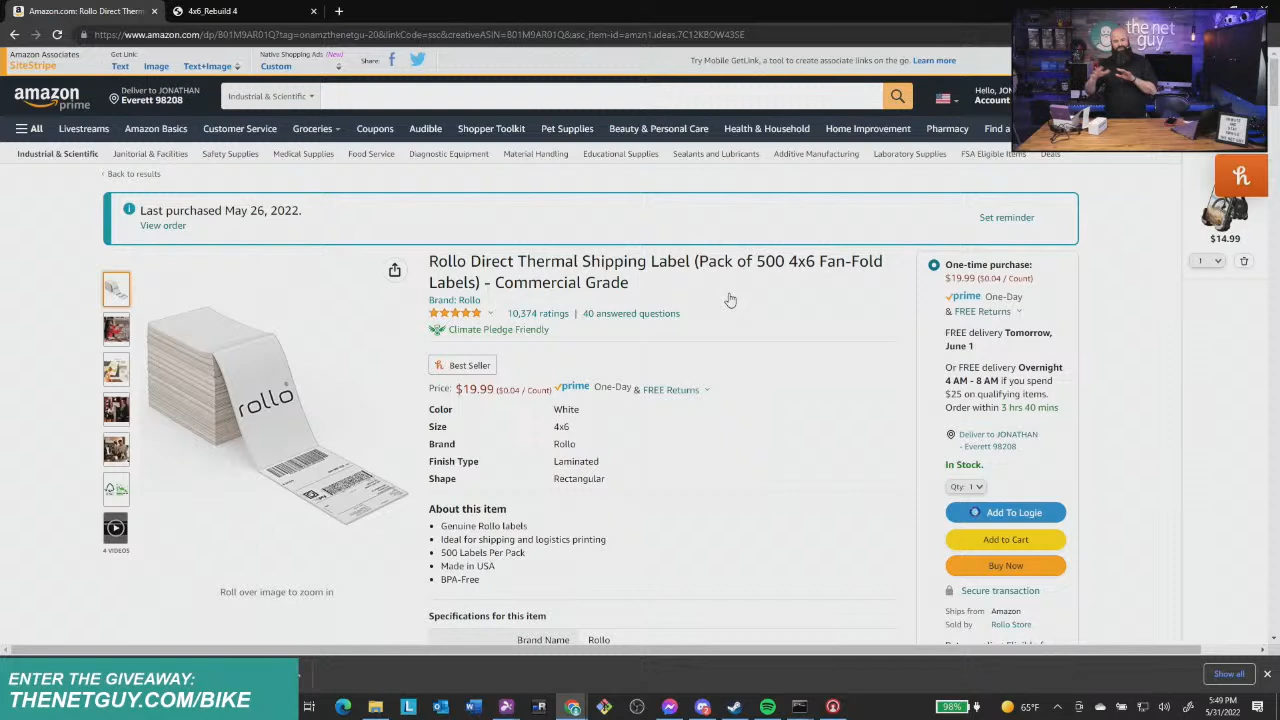 Amazon.com: Rollo Direct Therm
4x6_Rebuild 4
https://www.amazon.com/dp/B01M9AR01Q?tag=onamzthenetgu-20&linkCode=ssc&creativeASIN=B01M9AR01Q&asc_item-id=amzn1.ideas.7C12KBOW43SE
Amazon Associates
SiteStripe
Get Link:
Text
Image
Text+Image
Native Shopping Ads (New)
Custom
Share:
Try Mobile GetLink, a tool to create associate links on the go. Learn more
amazon
prime
Deliver to JONATHAN
Everett 98208
Industrial & Scientific
Hello, JO
Account
the net
guy
All
Livestreams
Amazon Basics
Customer Service
Groceries
Coupons
Audible
Shopper Toolkit
Pet Supplies
Beauty & Personal Care
Health & Household
Home Improvement
Pharmacy
Find a
Industrial & Scientific
Janitorial & Facilities
Safety Supplies
Medical Supplies
Food Service
Diagnostic Equipment
Material Handling
Educational Supplies
Sealants and Lubricants
Additive Manufacturing
Laboratory Supplies
FSA Eligible Items
Deals
‹ Back to results
Last purchased May 26, 2022.
View order
Set reminder
Rollo Direct Thermal Shipping Label (Pack of 500 4x6 Fan-Fold
Labels) - Commercial Grade
Brand: Rollo
10,374 ratings | 40 answered questions
Climate Pledge Friendly
Best Seller
Price: $19.99 ($0.04 / Count) prime One-Day & FREE Returns
Color White
Size 4x6
Brand Rollo
Finish Type Laminated
Shape Rectangular
About this item
• Genuine Rollo labels
• Ideal for shipping and logistics printing
• 500 Labels Per Pack
• Made in USA
• BPA-Free
Specifications for this item
Brand Name Rollo
rollo
4 VIDEOS
Roll over image to zoom in
One-time purchase:
$19.99 ($0.04 / Count)
prime One-Day
& FREE Returns
FREE delivery Tomorrow,
June 1
Or FREE delivery Overnight
4 AM - 8 AM if you spend
$25 on qualifying items.
Order within 3 hrs 40 mins
Deliver to JONATHAN
- Everett 98208
In Stock.
Qty: 1
Add To Logie
Add to Cart
Buy Now
Secure transaction
Ships from Amazon
Sold by Rollo Store
$14.99
1
ENTER THE GIVEAWAY:
THENETGUY.COM/BIKE
Show all
98%
65°F
5:49 PM
5/31/2022